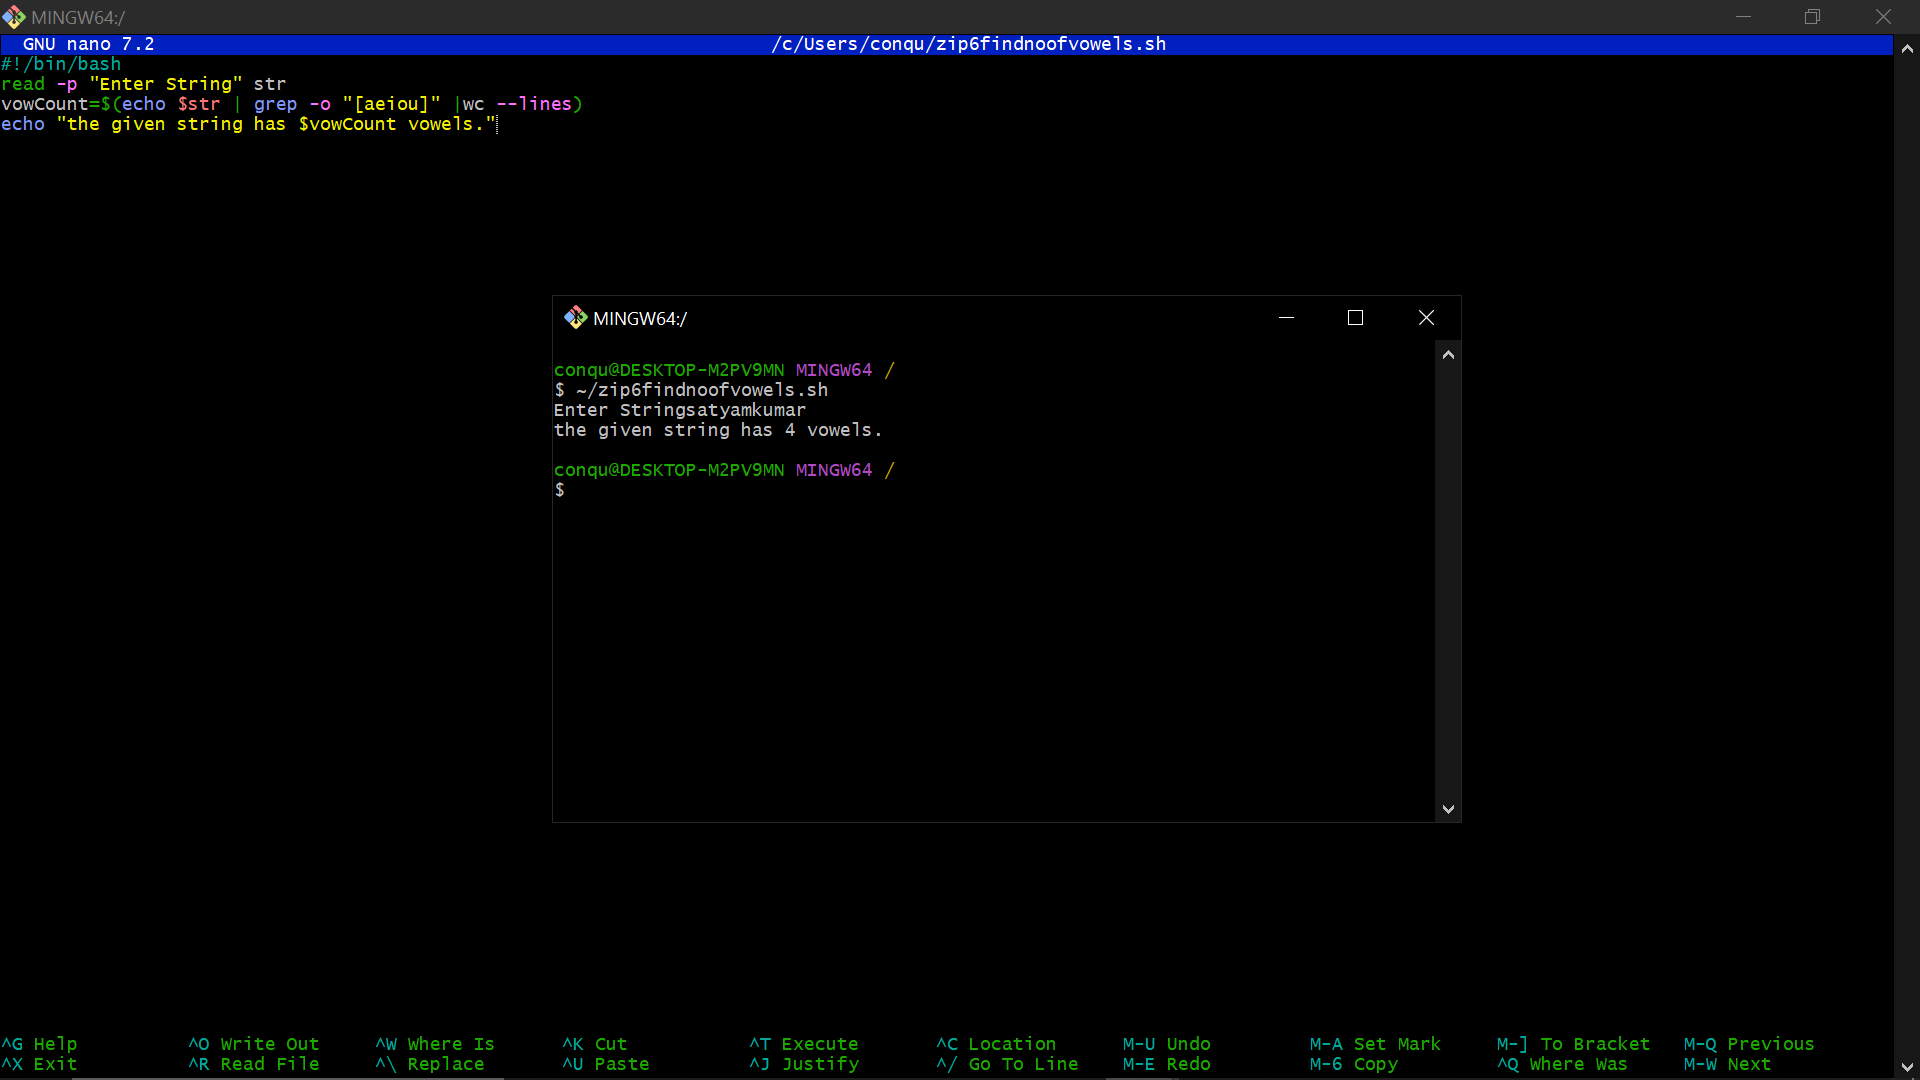 MINGW64:/
GNU nano 7.2 /c/Users/conqu/zip6findnoofvowels.sh
#!/bin/bash
read -p "Enter String" str
vowCount=$(echo $str | grep -o "[aeiou]" |wc --lines)
echo "the given string has $vowCount vowels."
MINGW64:/
conqu@DESKTOP-M2PV9MN MINGW64 /
$ ~/zip6findnoofvowels.sh
Enter Stringsatyamkumar
the given string has 4 vowels.
conqu@DESKTOP-M2PV9MN MINGW64 /
$
^G Help ^O Write Out ^W Where Is ^K Cut ^T Execute ^C Location M-U Undo M-A Set Mark M-] To Bracket M-Q Previous
^X Exit ^R Read File ^\ Replace ^U Paste ^J Justify ^/ Go To Line M-E Redo M-6 Copy ^Q Where Was M-W Next